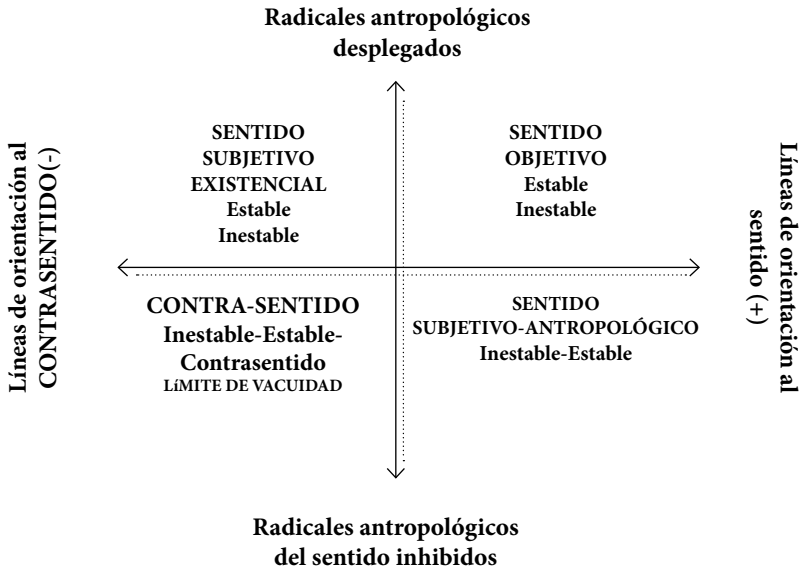 Radicales antropológicos
desplegados
Líneas de orientación al
CONTRASENTIDO(-)
SENTIDO
SUBJETIVO
EXISTENCIAL
Estable
Inestable
SENTIDO
OBJETIVO
Estable
Inestable
Líneas de orientación al
sentido (+)
CONTRA-SENTIDO
Inestable-Estable-
Contrasentido
LíMITE DE VACUIDAD
SENTIDO
SUBJETIVO-ANTROPOLÓGICO
Inestable-Estable
Radicales antropológicos
del sentido inhibidos